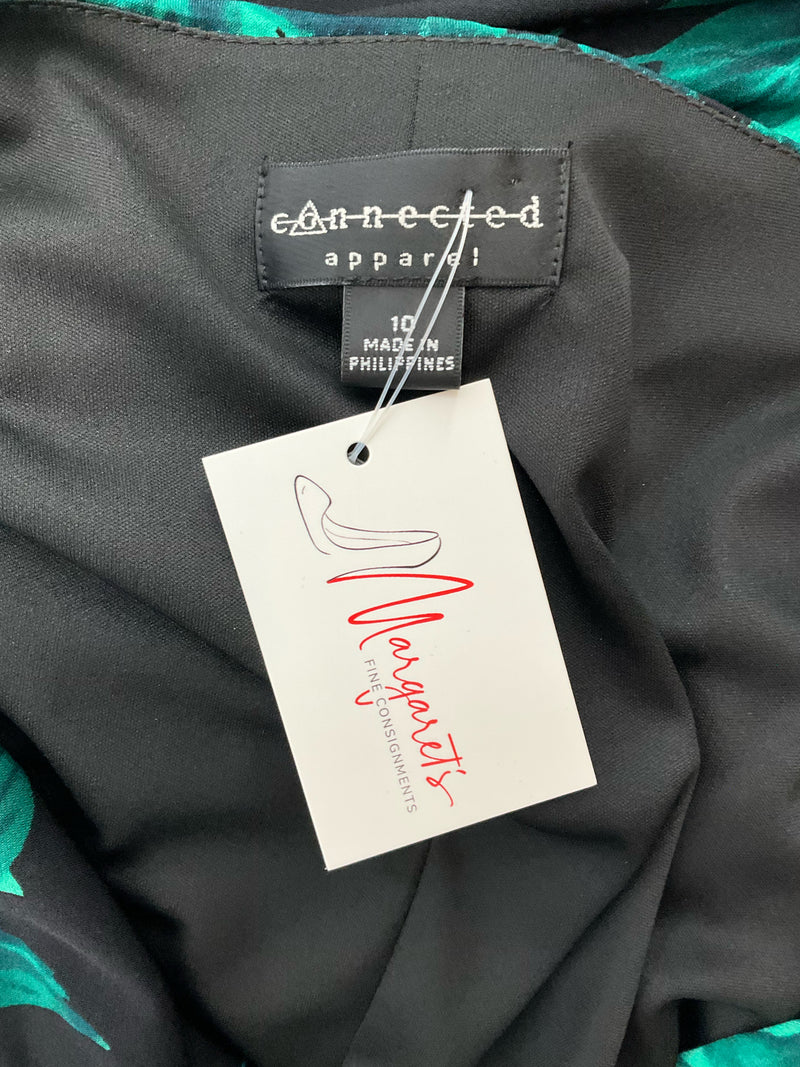 connected
apparel
10
MADE IN
PHILIPPINES
Margaret's
FINE CONSIGNMENTS